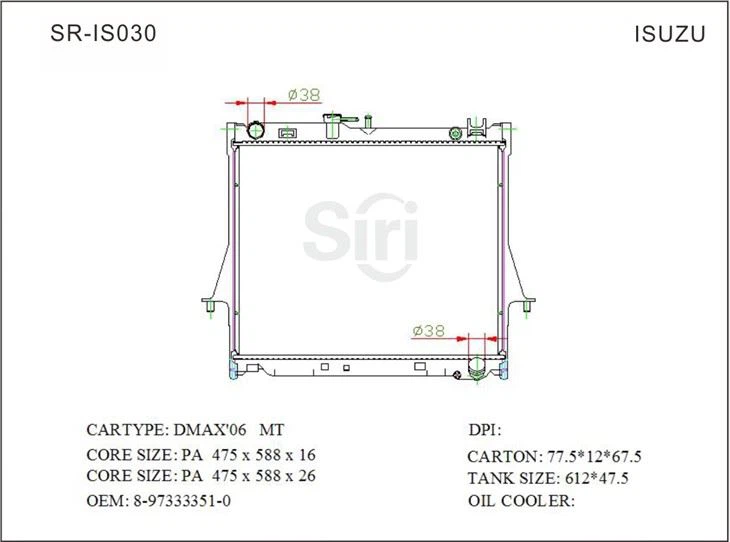 SR-IS030 ISUZU
ø38
Siri
ø38
CARTYPE: DMAX'06 MT DPI:
CORE SIZE: PA 475 x 588 x 16 CARTON: 77.5*12*67.5
CORE SIZE: PA 475 x 588 x 26 TANK SIZE: 612*47.5
OEM: 8-97333351-0 OIL COOLER: